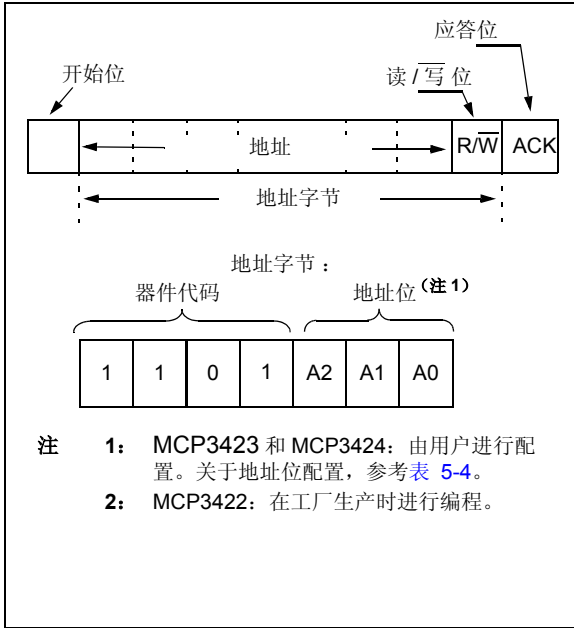 应答位
开始位
读 / 写 位
地址
R/W
ACK
地址字节
地址字节：
器件代码
地址位(注 1)
1 1 0 1 A2 A1 A0
注 1： MCP3423 和 MCP3424：由用户进行配
置。关于地址位配置，参考表 5-4。
2： MCP3422：在工厂生产时进行编程。